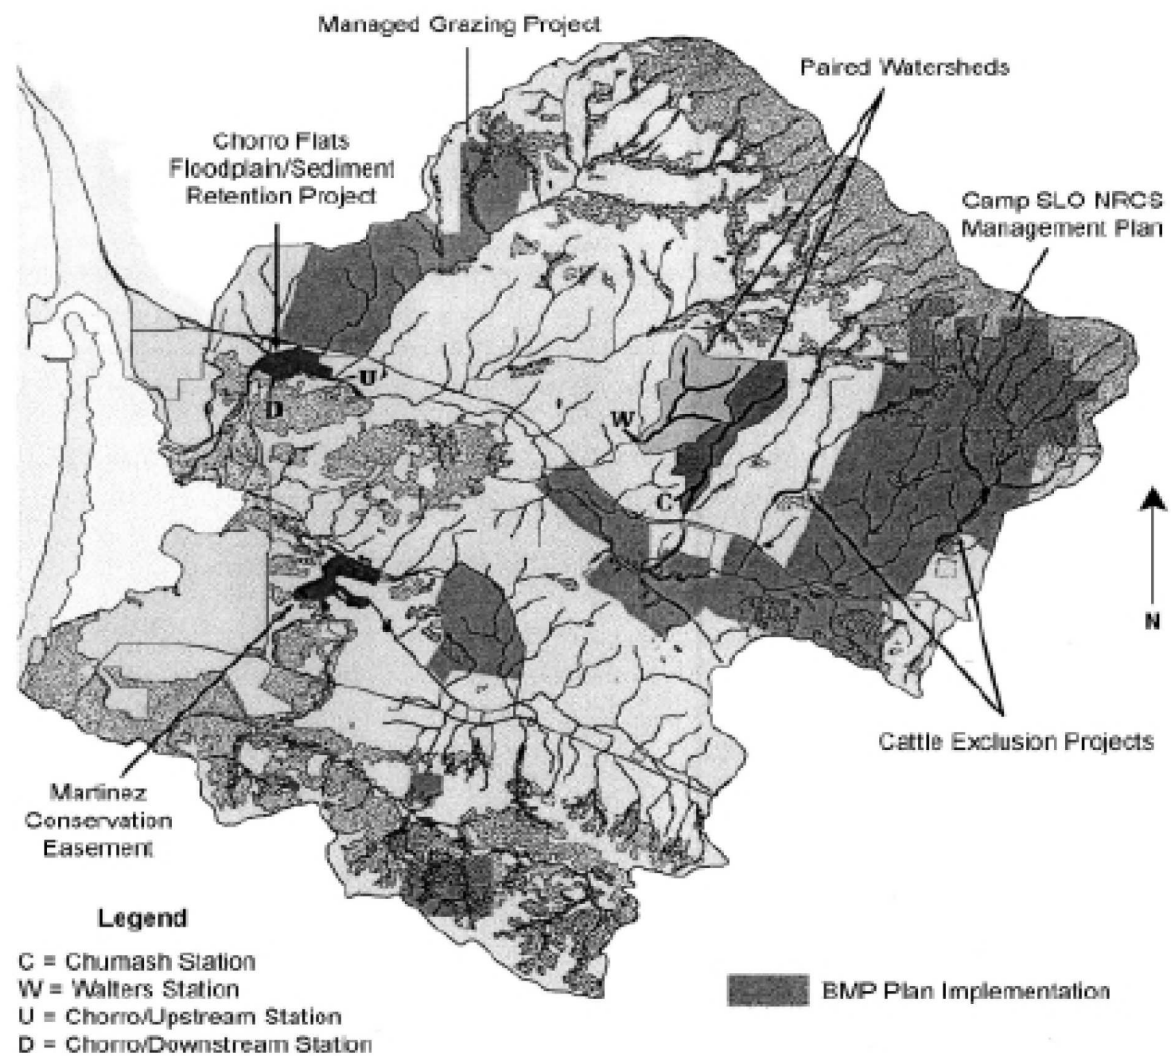 Managed Grazing Project
Paired Watersheds
Chorro Flats
Floodplain/Sediment
Retention Project
Camp SLO NRCS
Management Plan
U
D
W
C
N
Cattle Exclusion Projects
Martinez
Conservation
Easement
Legend
C = Chumash Station
W = Walters Station
U = Chorro/Upstream Station
D = Chorro/Downstream Station
BMP Plan Implementation